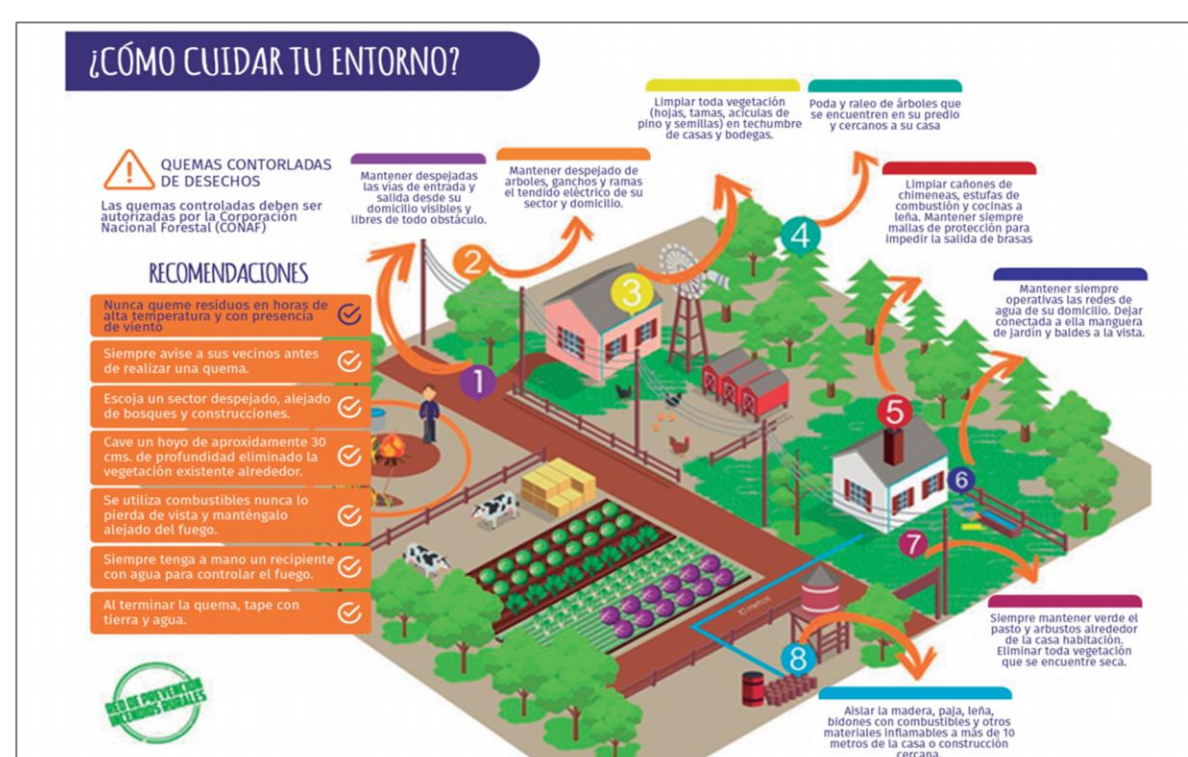 ¿CÓMO CUIDAR TU ENTORNO?
QUEMAS CONTORLADAS
DE DESECHOS
Las quemas controladas deben ser
autorizadas por la Corporación
Nacional Forestal (CONAF)
RECOMENDACIONES
Nunca queme residuos en horas de
alta temperatura y con presencia
de viento
Siempre avise a sus vecinos antes
de realizar una quema.
Escoja un sector despejado, alejado
de bosques y construcciones.
Cave un hoyo de aproxidamente 30
cms. de profundidad eliminado la
vegetación existente alrededor.
Se utiliza combustibles nunca lo
pierda de vista y manténgalo
alejado del fuego.
Siempre tenga a mano un recipiente
con agua para controlar el fuego.
Al terminar la quema, tape con
tierra y agua.
RED DE PREVENCIÓN
INCENDIOS RURALES
Mantener despejadas
las vías de entrada y
salida desde su
domicilio visibles y
libres de todo obstáculo.
1
Mantener despejado de
arboles, ganchos y ramas
el tendido eléctrico de su
sector y domicilio.
2
Limpiar toda vegetación
(hojas, tamas, acículas de
pino y semillas) en techumbre
de casas y bodegas.
3
Poda y raleo de árboles que
se encuentren en su predio
y cercanos a su casa
4
Limpiar cañones de
chimeneas, estufas de
combustión y cocinas a
leña. Mantener siempre
mallas de protección para
impedir la salida de brasas
5
Mantener siempre
operativas las redes de
agua de su domicilio. Dejar
conectada a ella manguera
de jardín y baldes a la vista.
6
7
Siempre mantener verde el
pasto y arbustos alrededor
de la casa habitación.
Eliminar toda vegetación
que se encuentre seca.
10 metros
8
Aislar la madera, paja, leña,
bidones con combustibles y otros
materiales inflamables a más de 10
metros de la casa o construcción
cercana.